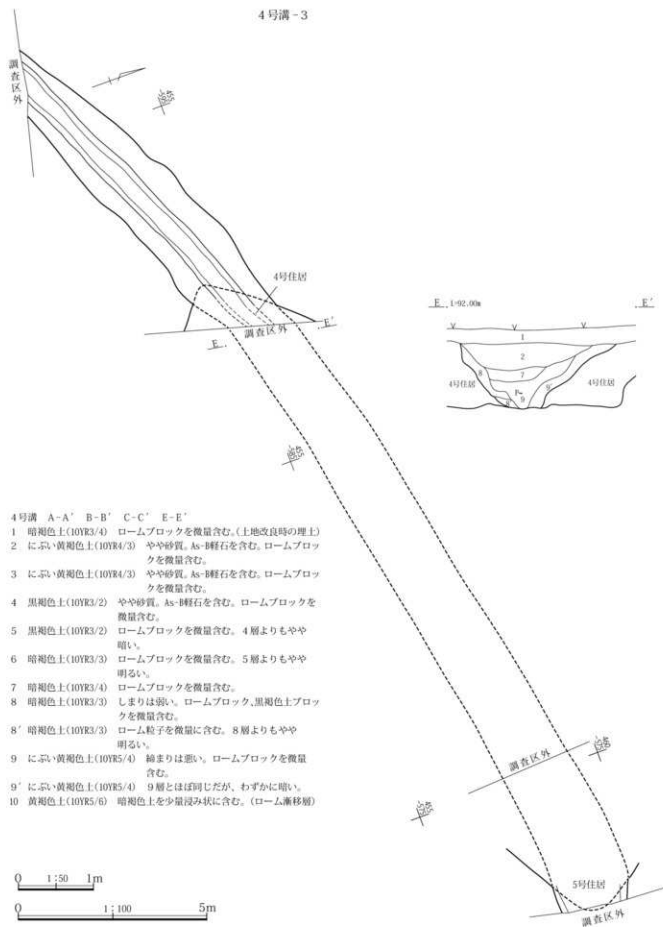 4号溝-3
調査区外
4号住居
E
E′
調査区外
E L=92.00m E′
1
2
7
8
9′
P-
9
8′
4号住居
4号住居
4号溝 A-A′ B-B′ C-C′ E-E′
1 暗褐色土(10YR3/4) ロームブロックを微量含む。(土地改良時の埋土)
2 にぶい黄褐色土(10YR4/3) やや砂質。As-B軽石を含む。ロームブロッ
クを微量含む。
3 にぶい黄褐色土(10YR4/3) やや砂質。As-B軽石を含む。ロームブロッ
クを微量含む。
4 黒褐色土(10YR3/2) やや砂質。As-B軽石を含む。ロームブロックを
微量含む。
5 黒褐色土(10YR3/2) ロームブロックを微量含む。4層よりもやや
暗い。
6 暗褐色土(10YR3/3) ロームブロックを微量含む。5層よりもやや
明るい。
7 暗褐色土(10YR3/4) ロームブロックを微量含む。
8 暗褐色土(10YR3/3) しまりは弱い。ロームブロック、黒褐色土ブロッ
クを微量含む。
8′ 暗褐色土(10YR3/3) ローム粒子を微量に含む。8層よりもやや
明るい。
9 にぶい黄褐色土(10YR5/4) 締まりは悪い。ロームブロックを微量
含む。
9′ にぶい黄褐色土(10YR5/4) 9層とほぼ同じだが、わずかに暗い。
10 黄褐色土(10YR5/6) 暗褐色土を少量浸み状に含む。(ローム漸移層)
調査区外
5号住居
調査区外
0 1:50 1m
0 1:100 5m